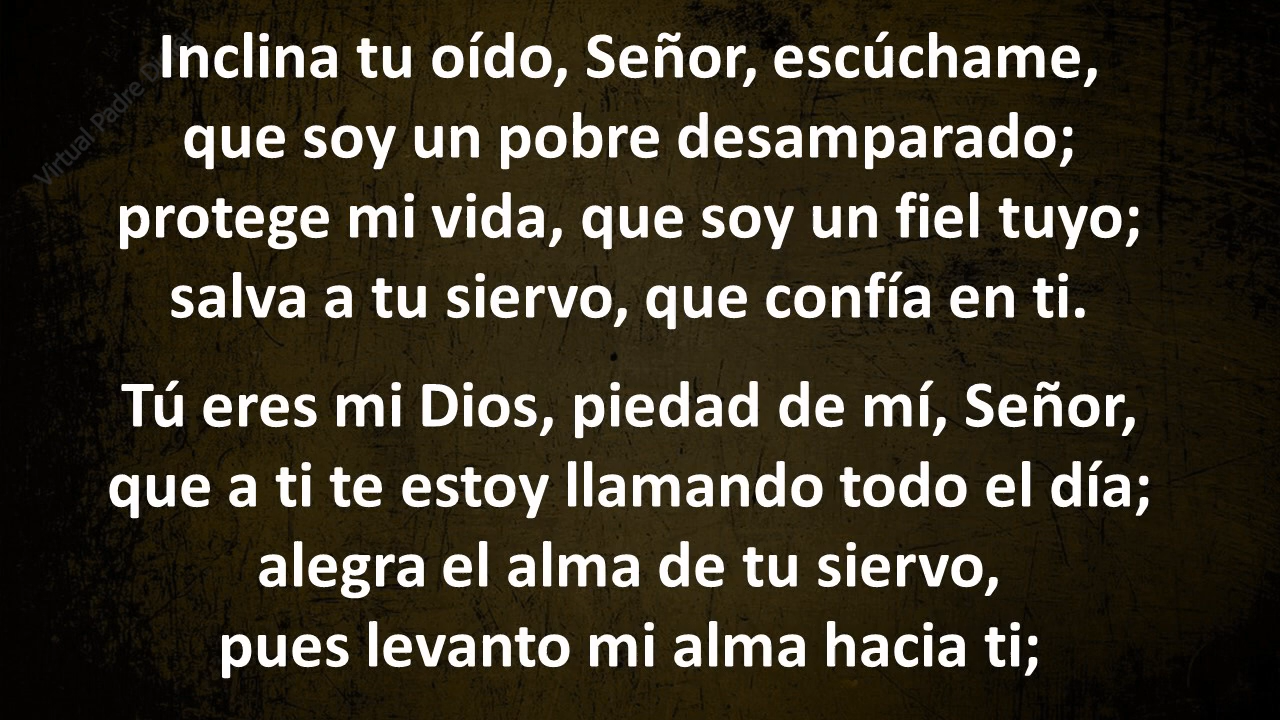 Inclina tu oído, Señor, escúchame,
que soy un pobre desamparado;
protege mi vida, que soy un fiel tuyo;
salva a tu siervo, que confía en ti.
Tú eres mi Dios, piedad de mí, Señor,
que a ti te estoy llamando todo el día;
alegra el alma de tu siervo,
pues levanto mi alma hacia ti;
Virtual Padre